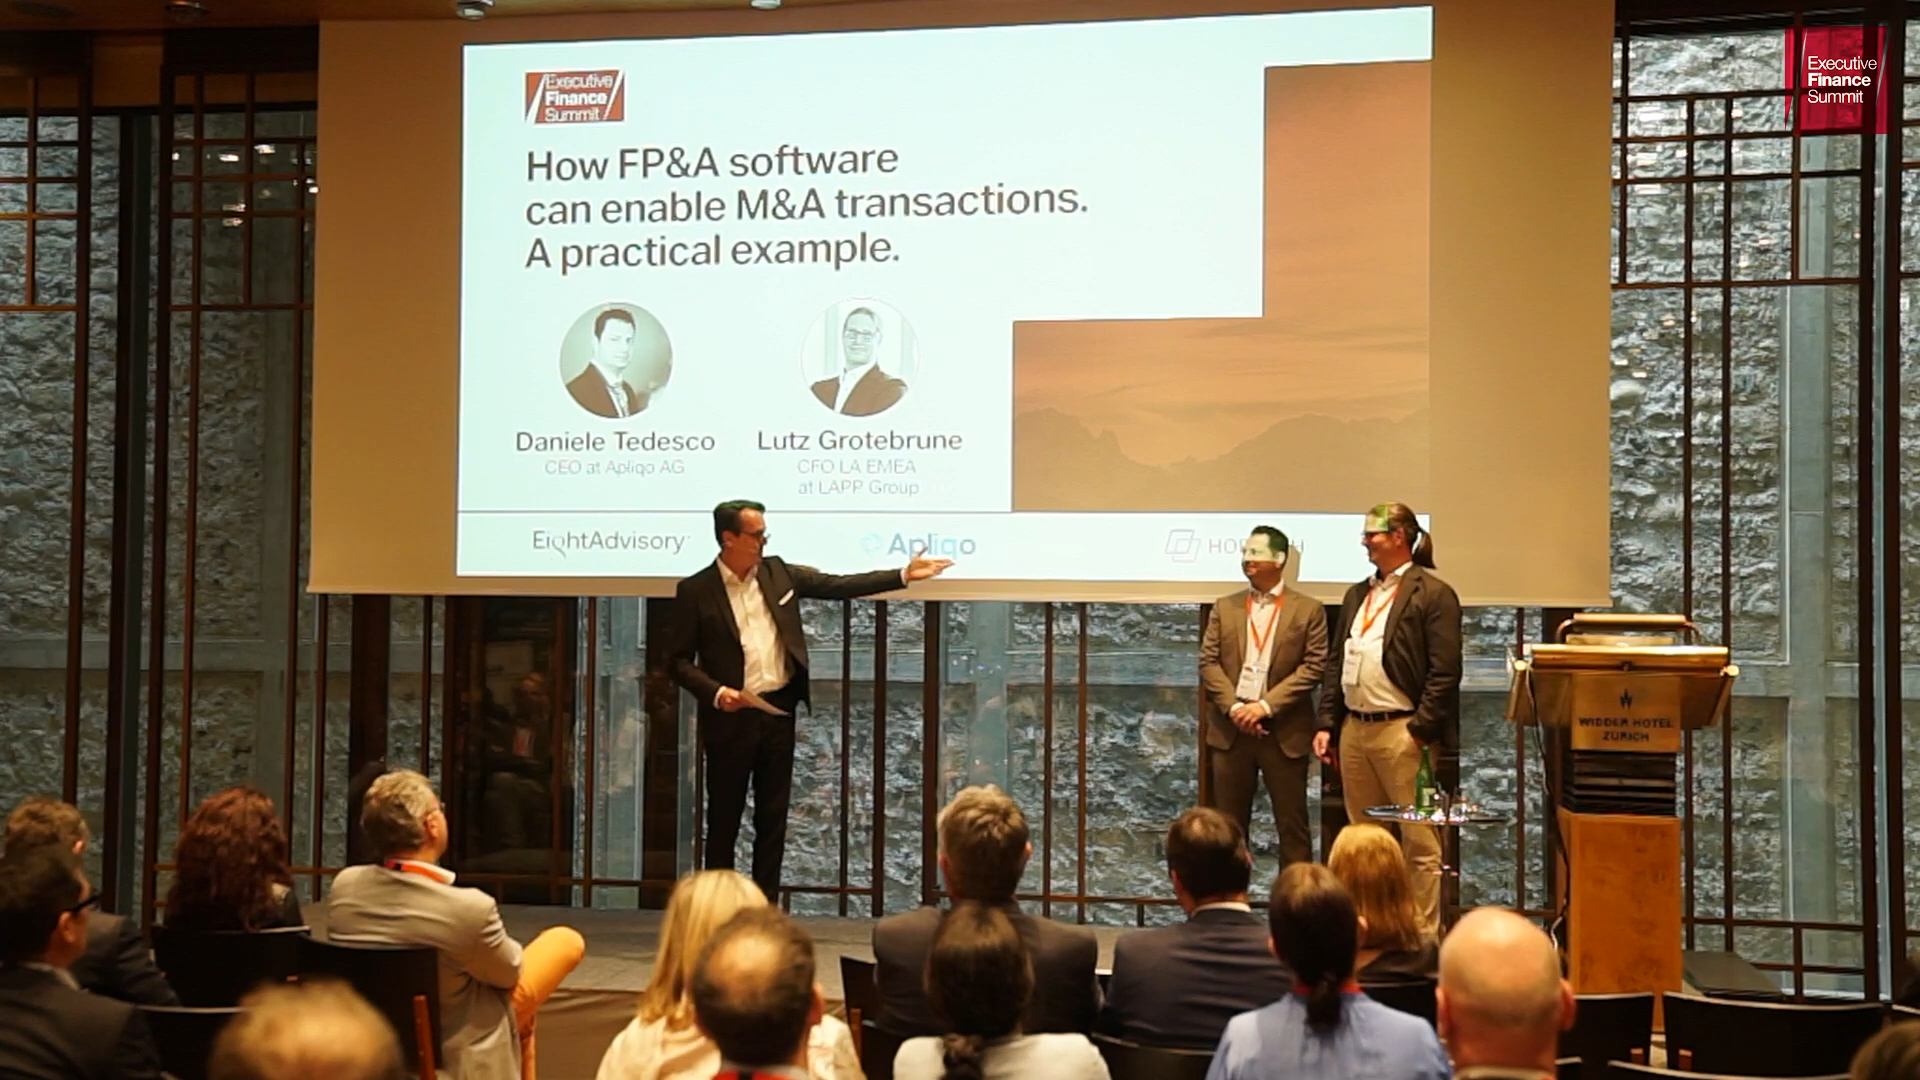 Executive
Finance
Summit
Executive
Finance
Summit
How FP&A software
can enable M&A transactions.
A practical example.
Daniele Tedesco
CEO at Apliqo AG
Lutz Grotebrune
CFO LA EMEA
at LAPP Group
EightAdvisory
Apliqo
WIDDER HOTEL
ZÜRICH